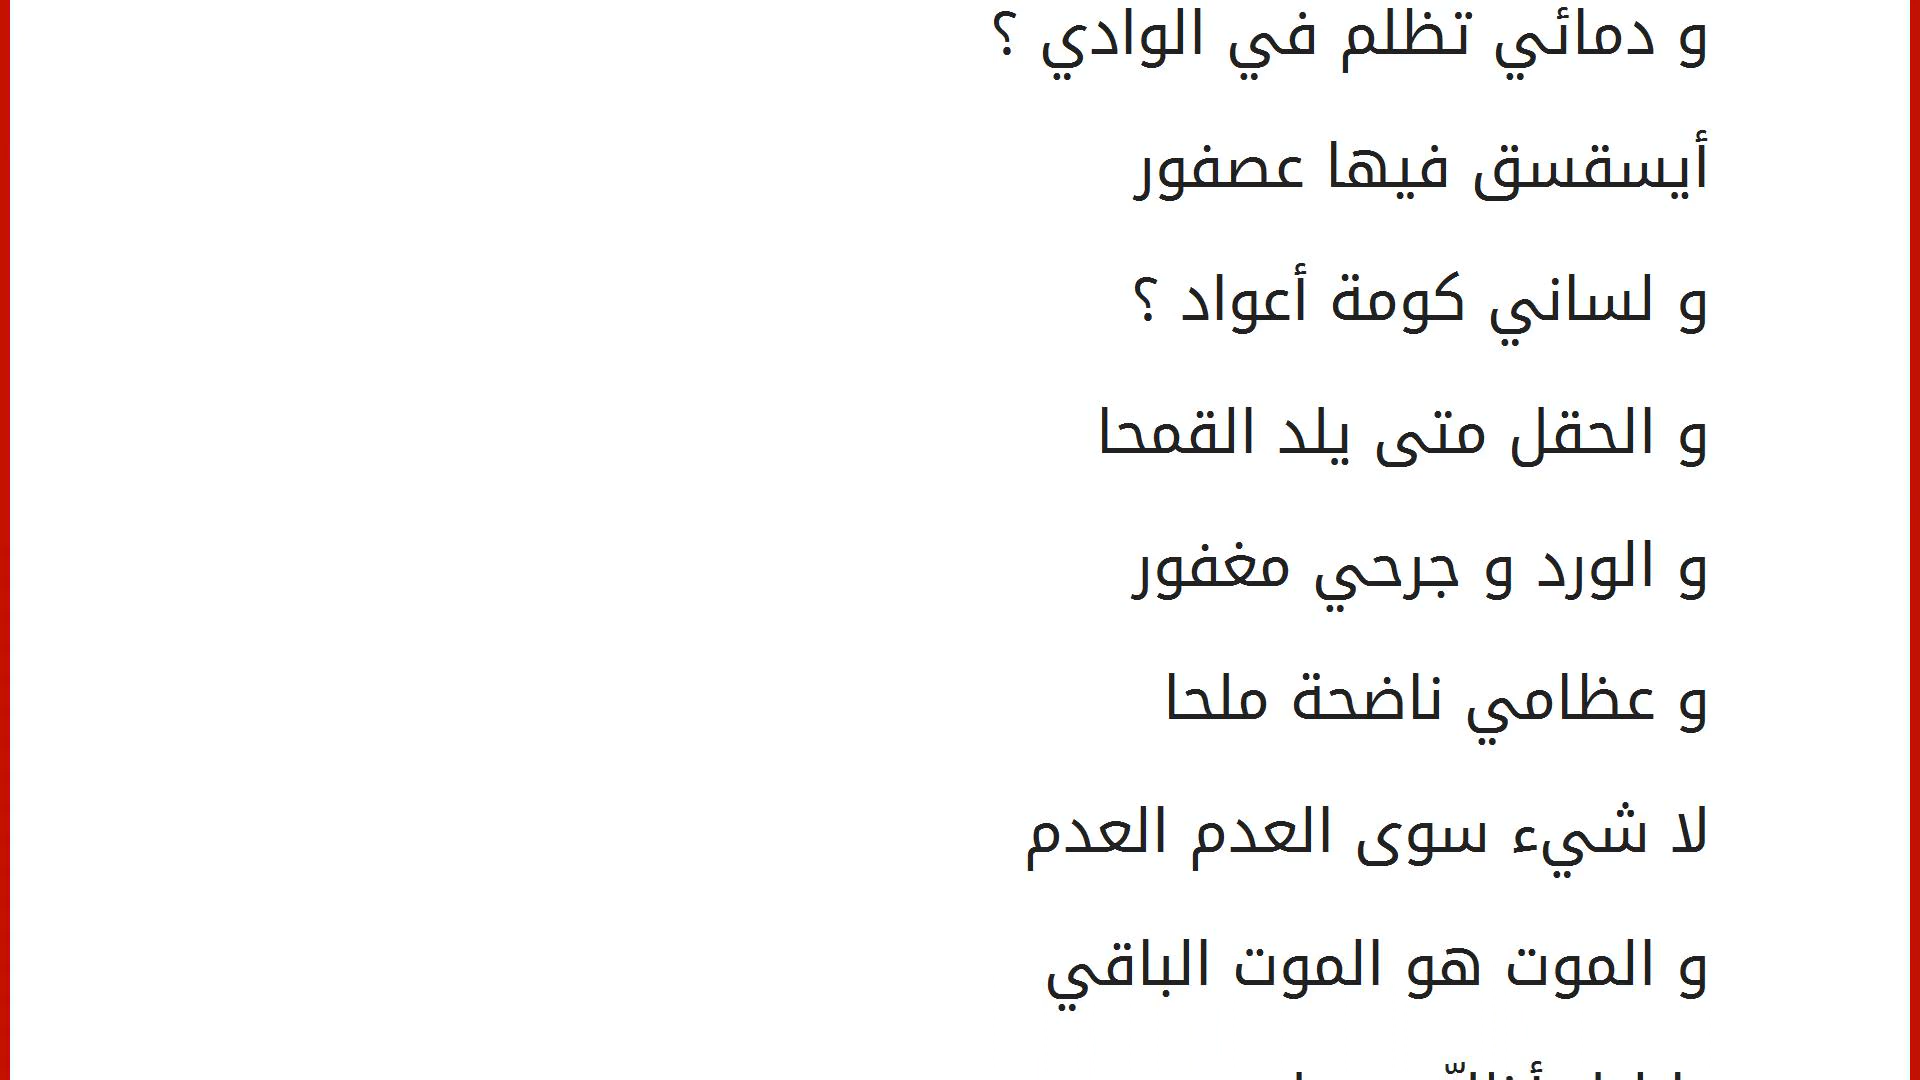 و دمائي تظلم في الوادي ؟
أيسقسق فيها عصفور
و لساني كومة أعواد ؟
و الحقل متى يلد القمحا
و الورد و جرحي مغفور
و عظامي ناضحة ملحا
لا شيء سوى العدم العدم
و الموت هو الموت الباقي